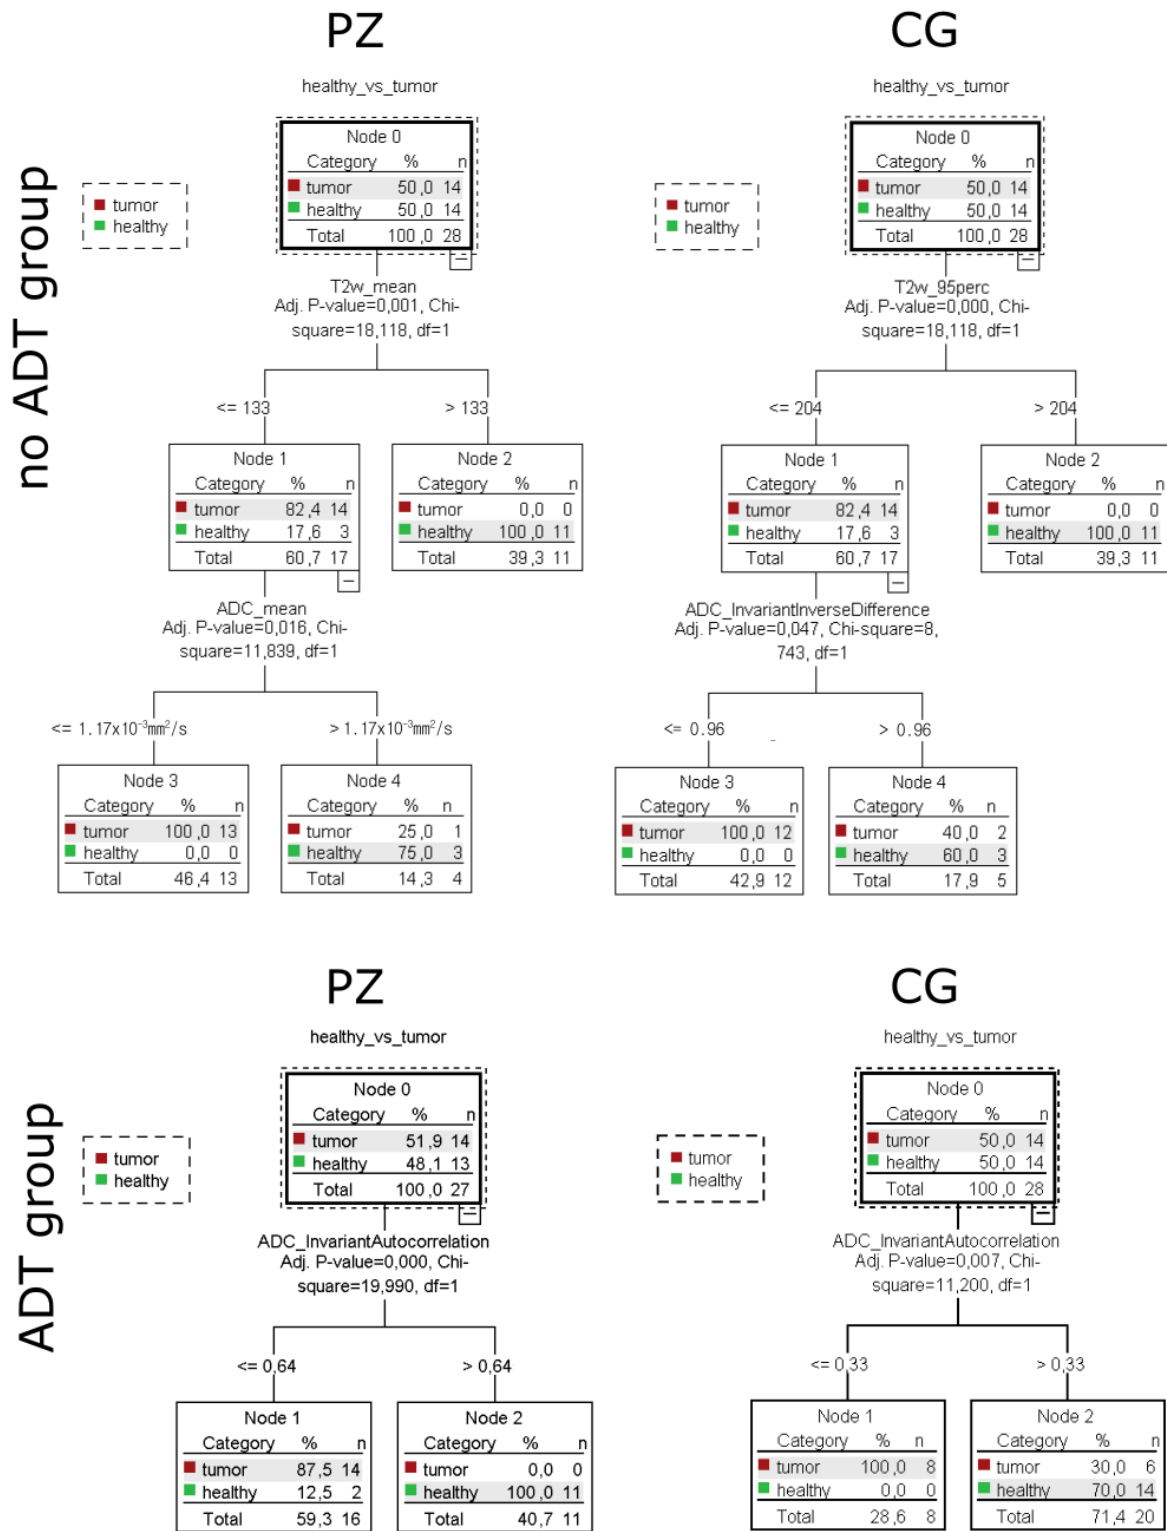 PZ
CG
no ADT group
healthy_vs_tumor
tumor
healthy
Node 0
Category % n
tumor 50,0 14
healthy 50,0 14
Total 100,0 28
T2w_mean
Adj. P-value=0,001, Chi-
square=18,118, df=1
<= 133
> 133
Node 1
Category % n
tumor 82,4 14
healthy 17,6 3
Total 60,7 17
Node 2
Category % n
tumor 0,0 0
healthy 100,0 11
Total 39,3 11
ADC_mean
Adj. P-value=0,016, Chi-
square=11,839, df=1
<= 1.17x10⁻³mm²/s
> 1.17x10⁻³mm²/s
Node 3
Category % n
tumor 100,0 13
healthy 0,0 0
Total 46,4 13
Node 4
Category % n
tumor 25,0 1
healthy 75,0 3
Total 14,3 4
healthy_vs_tumor
tumor
healthy
Node 0
Category % n
tumor 50,0 14
healthy 50,0 14
Total 100,0 28
T2w_95perc
Adj. P-value=0,000, Chi-
square=18,118, df=1
<= 204
> 204
Node 1
Category % n
tumor 82,4 14
healthy 17,6 3
Total 60,7 17
Node 2
Category % n
tumor 0,0 0
healthy 100,0 11
Total 39,3 11
ADC_InvariantInverseDifference
Adj. P-value=0,047, Chi-square=8,
743, df=1
<= 0.96
> 0.96
Node 3
Category % n
tumor 100,0 12
healthy 0,0 0
Total 42,9 12
Node 4
Category % n
tumor 40,0 2
healthy 60,0 3
Total 17,9 5
PZ
CG
ADT group
healthy_vs_tumor
tumor
healthy
Node 0
Category % n
tumor 51,9 14
healthy 48,1 13
Total 100,0 27
ADC_InvariantAutocorrelation
Adj. P-value=0,000, Chi-
square=19,990, df=1
<= 0,64
> 0,64
Node 1
Category % n
tumor 87,5 14
healthy 12,5 2
Total 59,3 16
Node 2
Category % n
tumor 0,0 0
healthy 100,0 11
Total 40,7 11
healthy_vs_tumor
tumor
healthy
Node 0
Category % n
tumor 50,0 14
healthy 50,0 14
Total 100,0 28
ADC_InvariantAutocorrelation
Adj. P-value=0,007, Chi-
square=11,200, df=1
<= 0,33
> 0,33
Node 1
Category % n
tumor 100,0 8
healthy 0,0 0
Total 28,6 8
Node 2
Category % n
tumor 30,0 6
healthy 70,0 14
Total 71,4 20